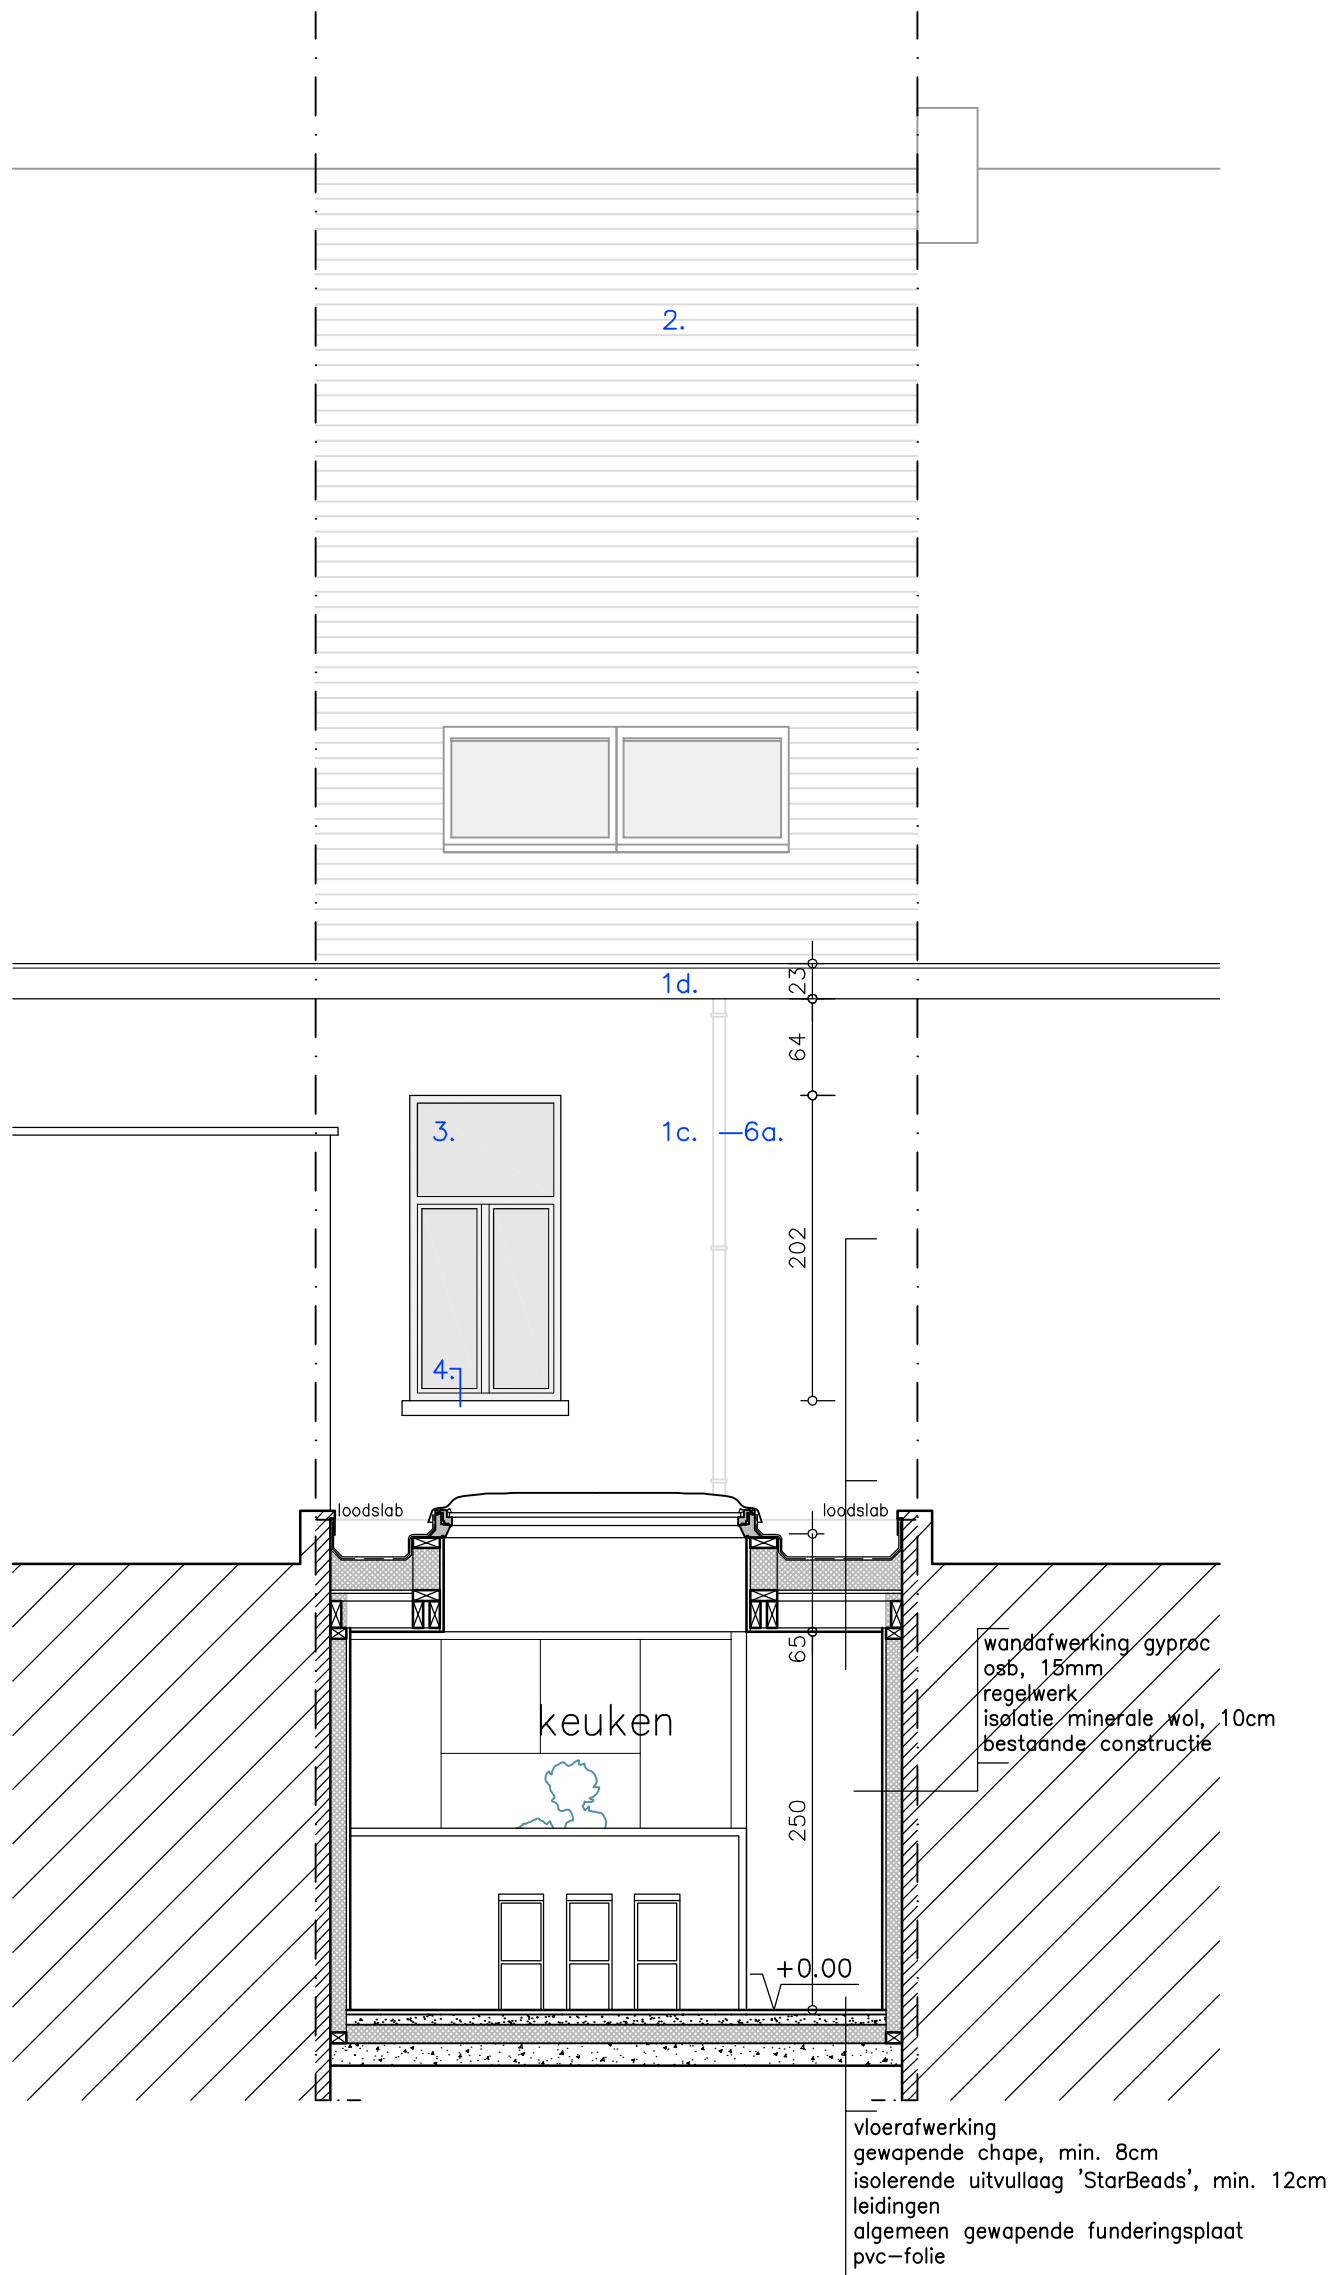 2.
1d.
23
64
3.
1c. —6a.
202
4.
loodslab
loodslab
65
wandafwerking gyproc
osb, 15mm
regelwerk
isolatie minerale wol, 10cm
bestaande constructie
keuken
250
+0.00
vloerafwerking
gewapende chape, min. 8cm
isolerende uitvullaag 'StarBeads', min. 12cm
leidingen
algemeen gewapende funderingsplaat
pvc-folie